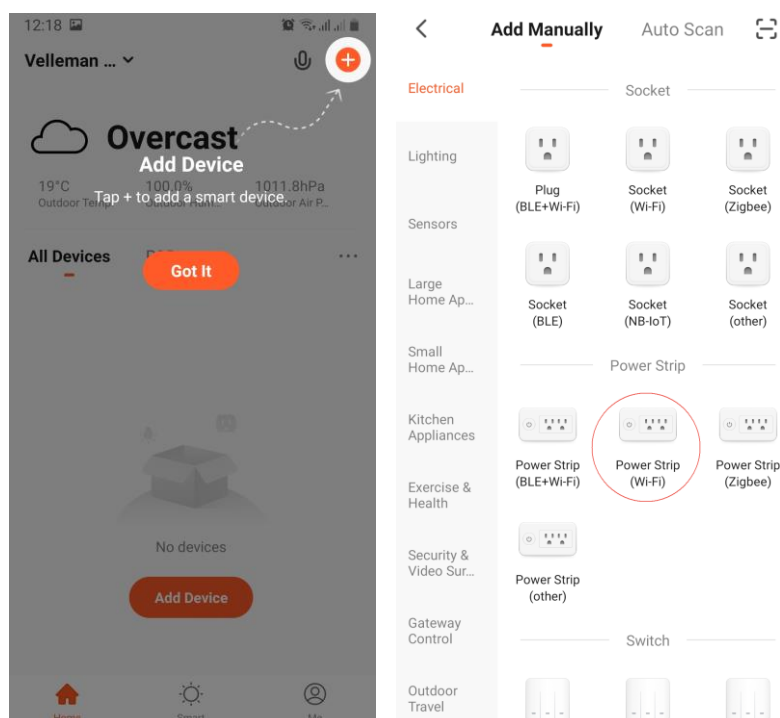 12:18
Velleman ...
Overcast
Add Device
19°C 100.0% 1011.8hPa
Tap + to add a smart device.
Outdoor Temp Outdoor Hum... Outdoor Air P...
All Devices
Got It
No devices
Add Device
Home Smart Me
Add Manually Auto Scan
Electrical
Lighting
Sensors
Large
Home Ap...
Small
Home Ap...
Kitchen
Appliances
Exercise &
Health
Security &
Video Sur...
Gateway
Control
Outdoor
Travel
Socket
Plug Socket Socket
(BLE+Wi-Fi) (Wi-Fi) (Zigbee)
Socket Socket Socket
(BLE) (NB-IoT) (other)
Power Strip
Power Strip Power Strip Power Strip
(BLE+Wi-Fi) (Wi-Fi) (Zigbee)
Power Strip
(other)
Switch